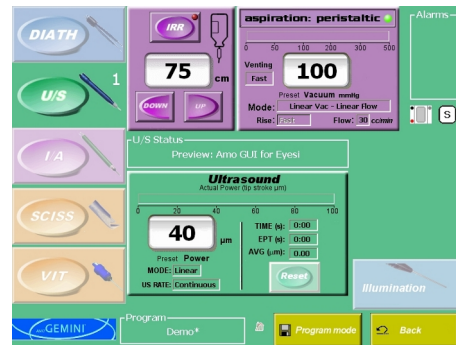 DIATH
U/S
1
I/A
SCISS
VIT
IRR
75 cm
DOWN UP
aspiration: peristaltic
0 50 100 200 300 500
Venting
Fast
100
Preset Vacuum mmHg
Mode: Linear Vac - Linear Flow
Rise: Fast Flow: 30 cc/min
Alarms
S
U/S Status
Preview: Amo GUI for Eyesi
Ultrasound
Actual Power (tip stroke µm)
0 20 40 60 80 100
40 µm
Preset Power
MODE: Linear
US RATE: Continuous
TIME (s): 0:00
EPT (s): 0:00
AVG (µm): 0.00
Reset
Illumination
GEMINI
Program
Demo*
Program mode
Back